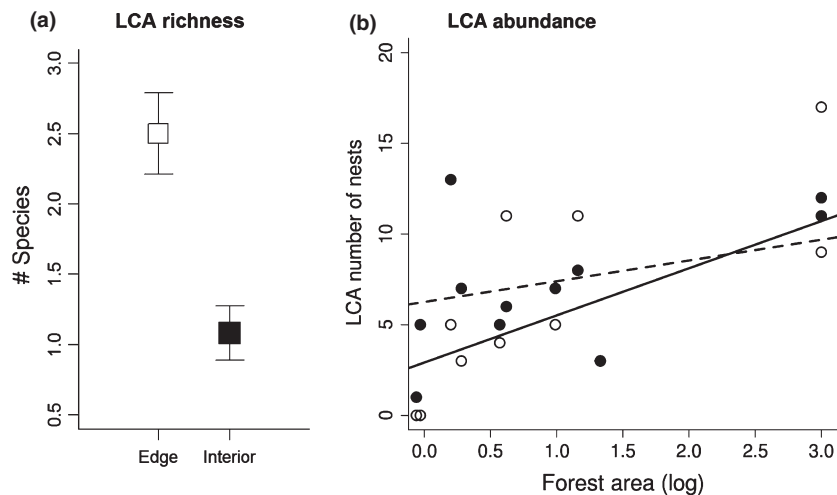 (a)
LCA richness
# Species
3.0
2.5
2.0
1.5
1.0
0.5
Edge
Interior
(b)
LCA abundance
LCA number of nests
20
15
10
5
0
0.0
0.5
1.0
1.5
2.0
2.5
3.0
Forest area (log)